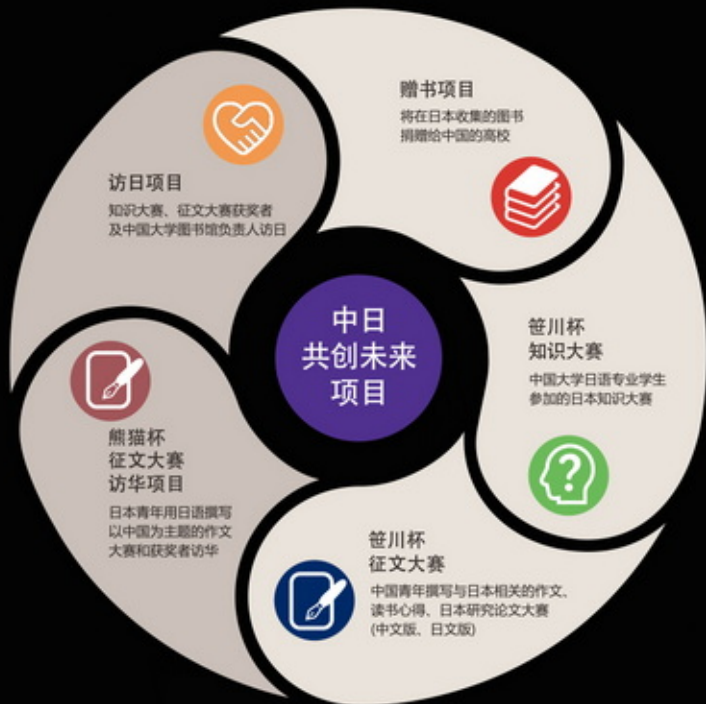 中日
共创未来
项目
赠书项目
将在日本收集的图书
捐赠给中国的高校
笹川杯
知识大赛
中国大学日语专业学生
参加的日本知识大赛
笹川杯
征文大赛
中国青年撰写与日本相关的作文、
读书心得、日本研究论文大赛
(中文版、日文版)
熊猫杯
征文大赛
访华项目
日本青年用日语撰写
以中国为主题的作文
大赛和获奖者访华
访日项目
知识大赛、征文大赛获奖者
及中国大学图书馆负责人访日
?